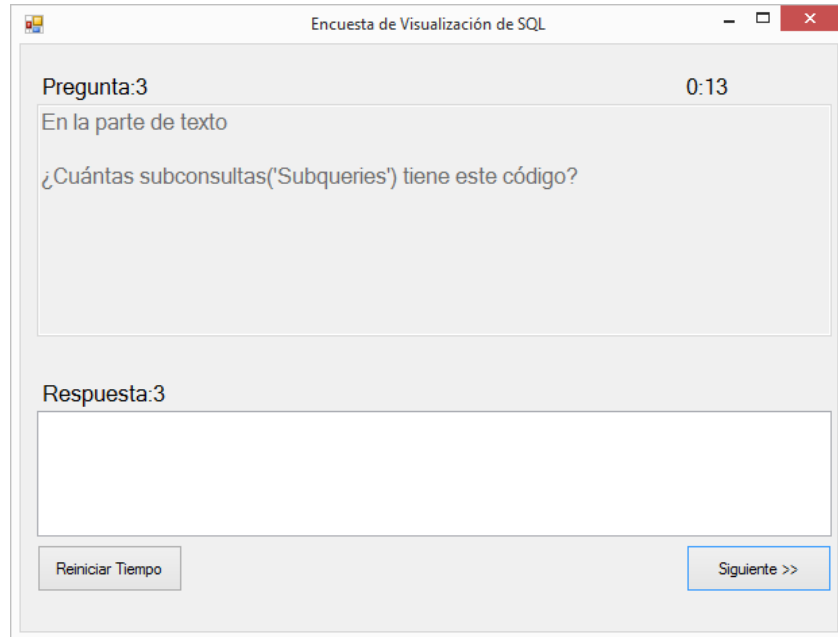 Encuesta de Visualización de SQL
Pregunta:3 0:13
En la parte de texto
¿Cuántas subconsultas('Subqueries') tiene este código?
Respuesta:3
Reiniciar Tiempo Siguiente >>